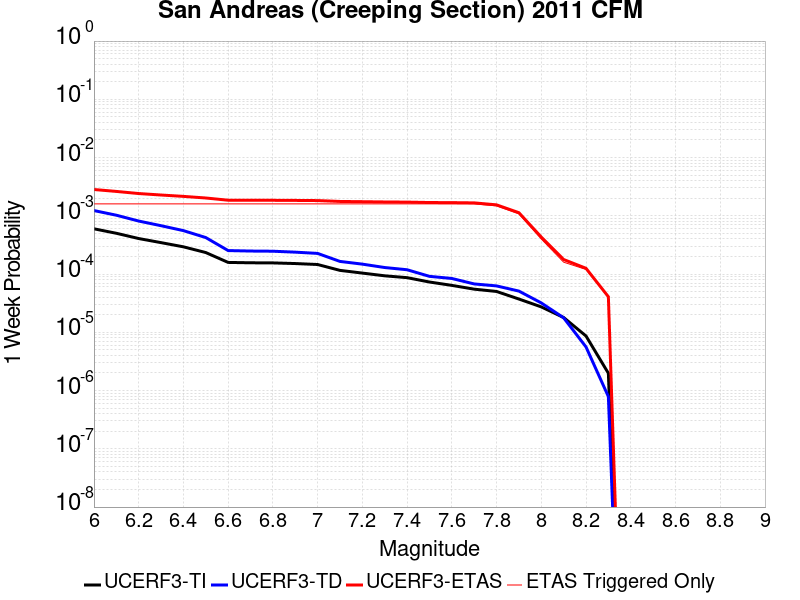 San Andreas (Creeping Section) 2011 CFM
10^0
10^-1
10^-2
10^-3
10^-4
10^-5
10^-6
10^-7
10^-8
1 Week Probability
6 6.2 6.4 6.6 6.8 7 7.2 7.4 7.6 7.8 8 8.2 8.4 8.6 8.8 9
Magnitude
UCERF3-TI UCERF3-TD UCERF3-ETAS ETAS Triggered Only